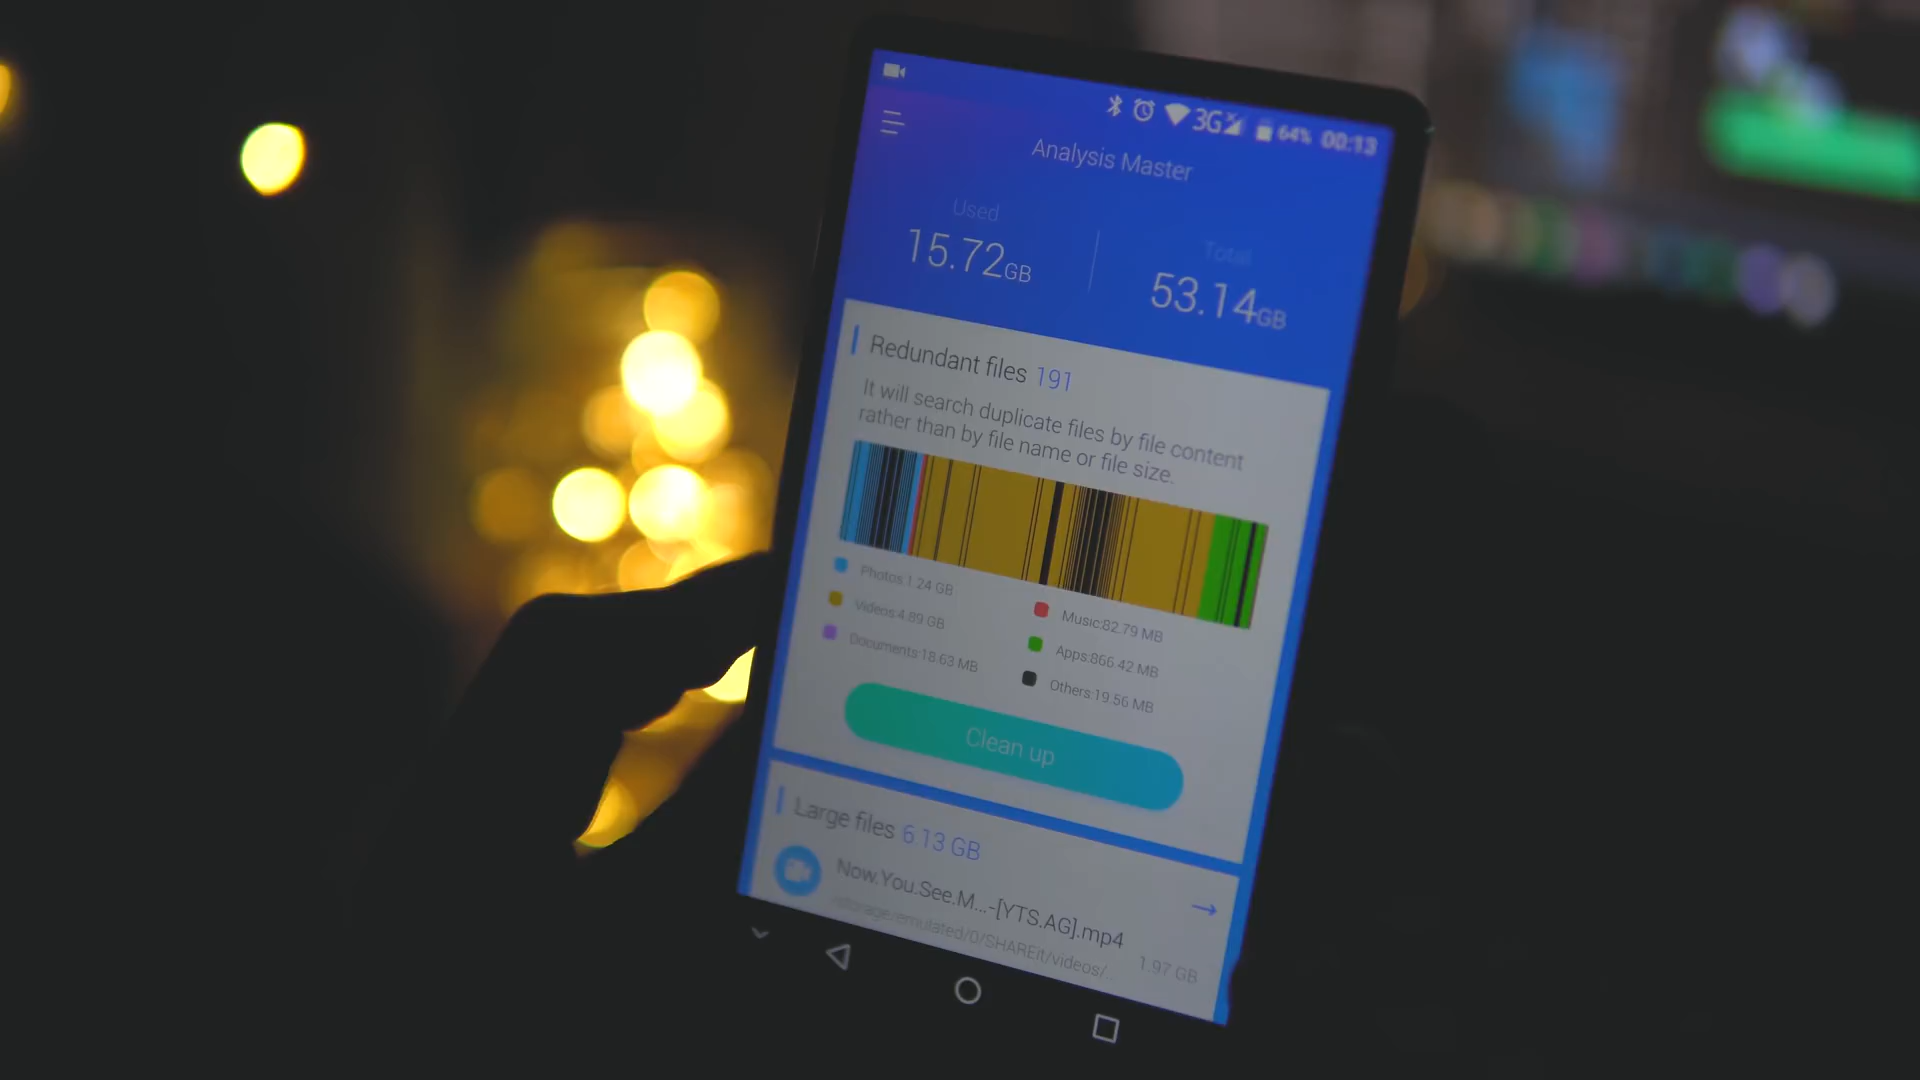 3G 64% 00:13
Analysis Master
Used
15.72GB
Total
53.14GB
Redundant files 191
It will search duplicate files by file content
rather than by file name or file size.
Photos:1.24 GB
Music:82.79 MB
Videos:4.89 GB
Apps:866.42 MB
Documents:18.63 MB
Others:19.56 MB
Clean up
Large files 6.13 GB
Now.You.See.M...-[YTS.AG].mp4
/storage/emulated/0/SHAREit/videos/...
1.97 GB